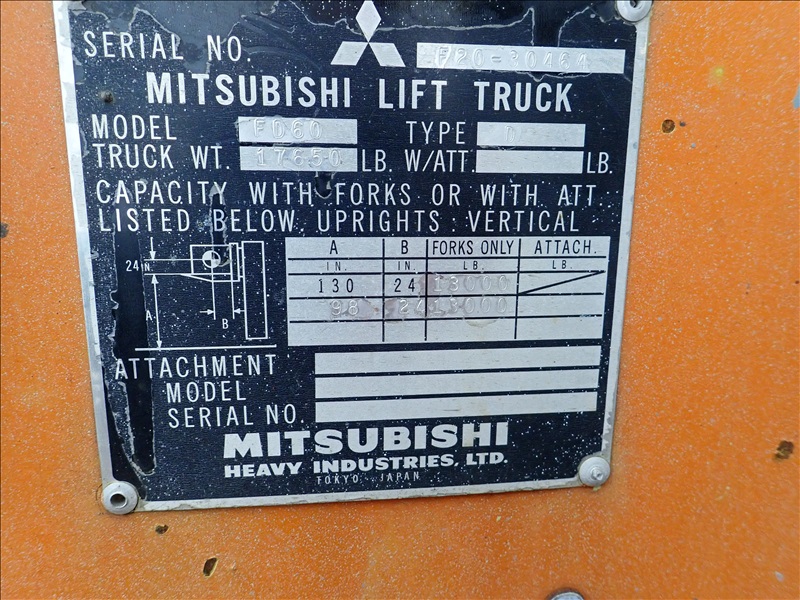 SERIAL NO. F20-30464
MITSUBISHI LIFT TRUCK
MODEL FD60 TYPE D
TRUCK WT. 17650 LB. W/ATT. LB.
CAPACITY WITH FORKS OR WITH ATT.
LISTED BELOW, UPRIGHTS VERTICAL
A B FORKS ONLY ATTACH.
24 IN. IN. IN. LB. LB.
130 24 13000
98 24 13000
A B
ATTACHMENT
MODEL
SERIAL NO.
MITSUBISHI
HEAVY INDUSTRIES, LTD.
TOKYO JAPAN